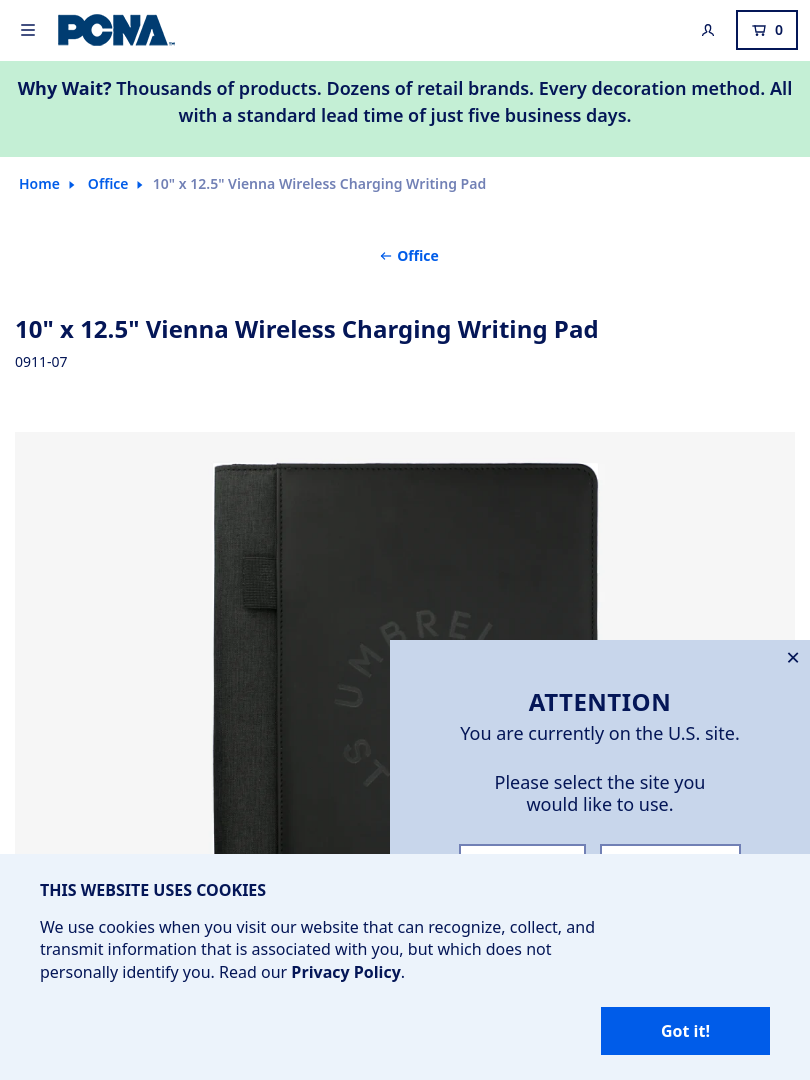 PCNA
0
Why Wait? Thousands of products. Dozens of retail brands. Every decoration method. All
with a standard lead time of just five business days.
Home Office 10" x 12.5" Vienna Wireless Charging Writing Pad
← Office
10" x 12.5" Vienna Wireless Charging Writing Pad
0911-07
ATTENTION
You are currently on the U.S. site.
Please select the site you
would like to use.
THIS WEBSITE USES COOKIES
We use cookies when you visit our website that can recognize, collect, and
transmit information that is associated with you, but which does not
personally identify you. Read our Privacy Policy.
Got it!